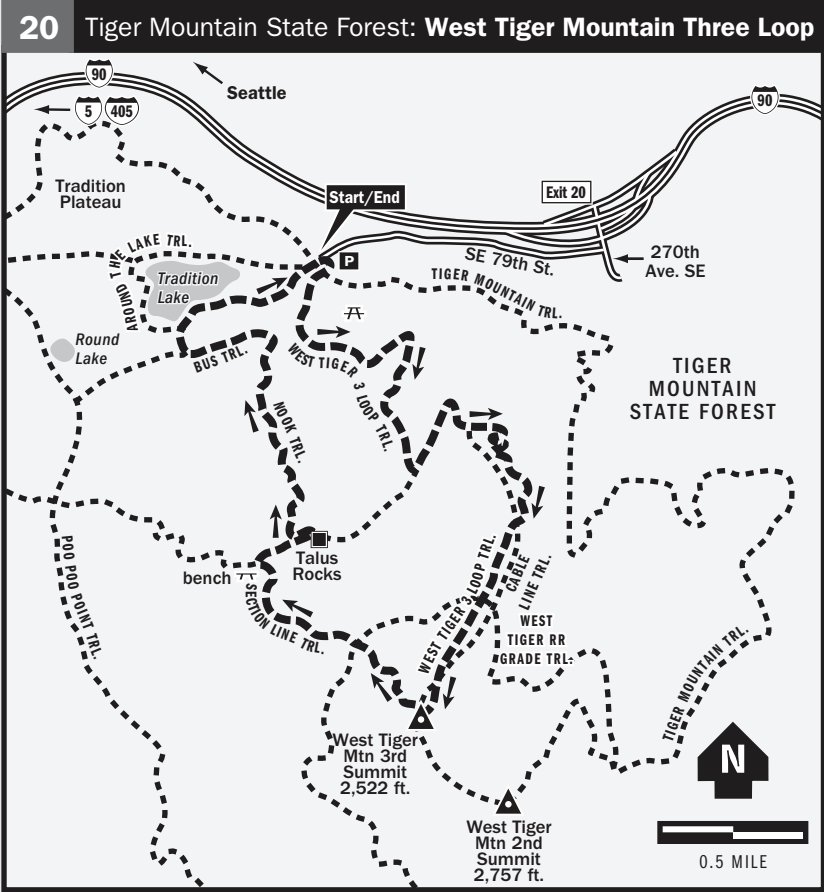 20 Tiger Mountain State Forest: West Tiger Mountain Three Loop
90
5 405
Seattle
90
Tradition
Plateau
Start/End
Exit 20
P
SE 79th St.
270th
Ave. SE
AROUND THE LAKE TRL.
Tradition
Lake
TIGER MOUNTAIN TRL.
Round
Lake
BUS TRL.
WEST TIGER 3 LOOP TRL.
TIGER
MOUNTAIN
STATE FOREST
NOOK TRL.
Talus
Rocks
bench
POO POO POINT TRL.
SECTION LINE TRL.
WEST TIGER 3 LOOP TRL.
CABLE
LINE TRL.
WEST
TIGER RR
GRADE TRL.
TIGER MOUNTAIN TRL.
West Tiger
Mtn 3rd
Summit
2,522 ft.
West Tiger
Mtn 2nd
Summit
2,757 ft.
N
0.5 MILE